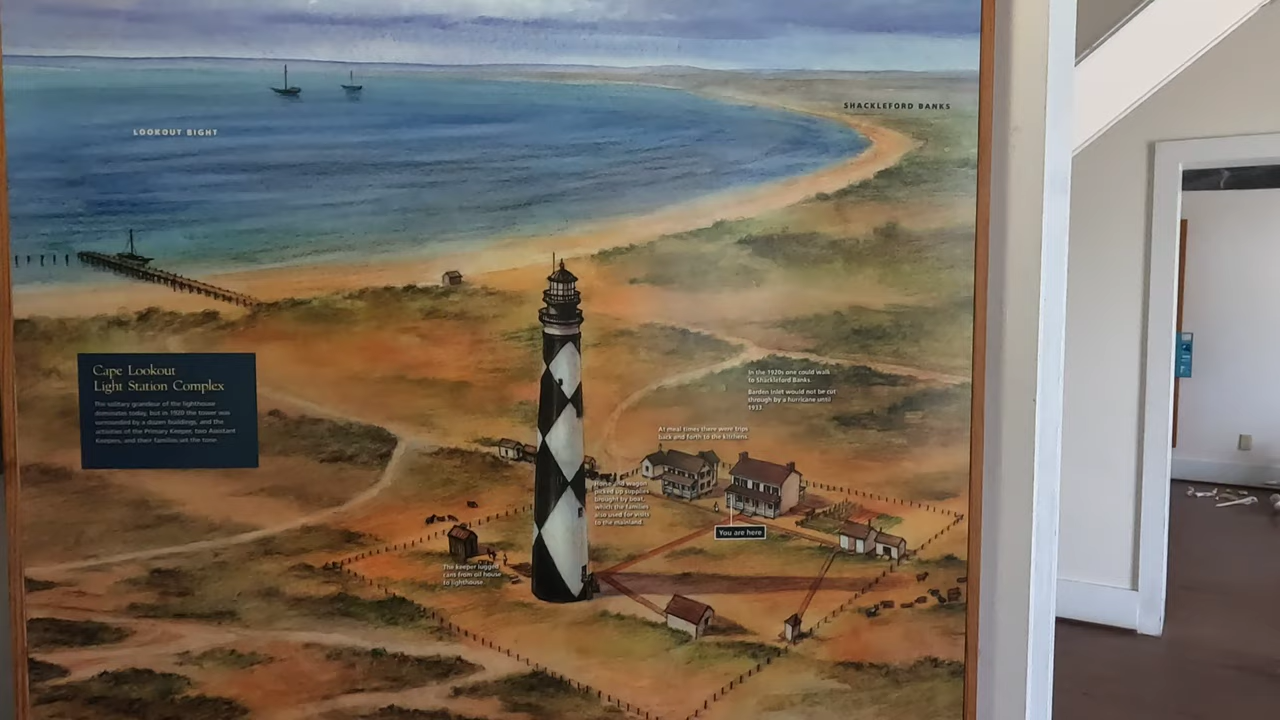 LOOKOUT BIGHT
SHACKLEFORD BANKS
Cape Lookout
Light Station Complex
The solitary grandeur of the lighthouse
dominates today, but in 1920 the tower was
surrounded by a dozen buildings, and the
activities of the Primary Keeper, two Assistant
Keepers, and their families set the tone.
In the 1920s one could walk
to Shackleford Banks.
Barden Inlet would not be cut
through by a hurricane until
1933.
At meal times there were trips
back and forth to the kitchens.
Horse and wagon
picked up supplies
brought by boat,
which the families
also used for visits
to the mainland.
You are here
The keeper lugged
cans from oil house
to lighthouse.